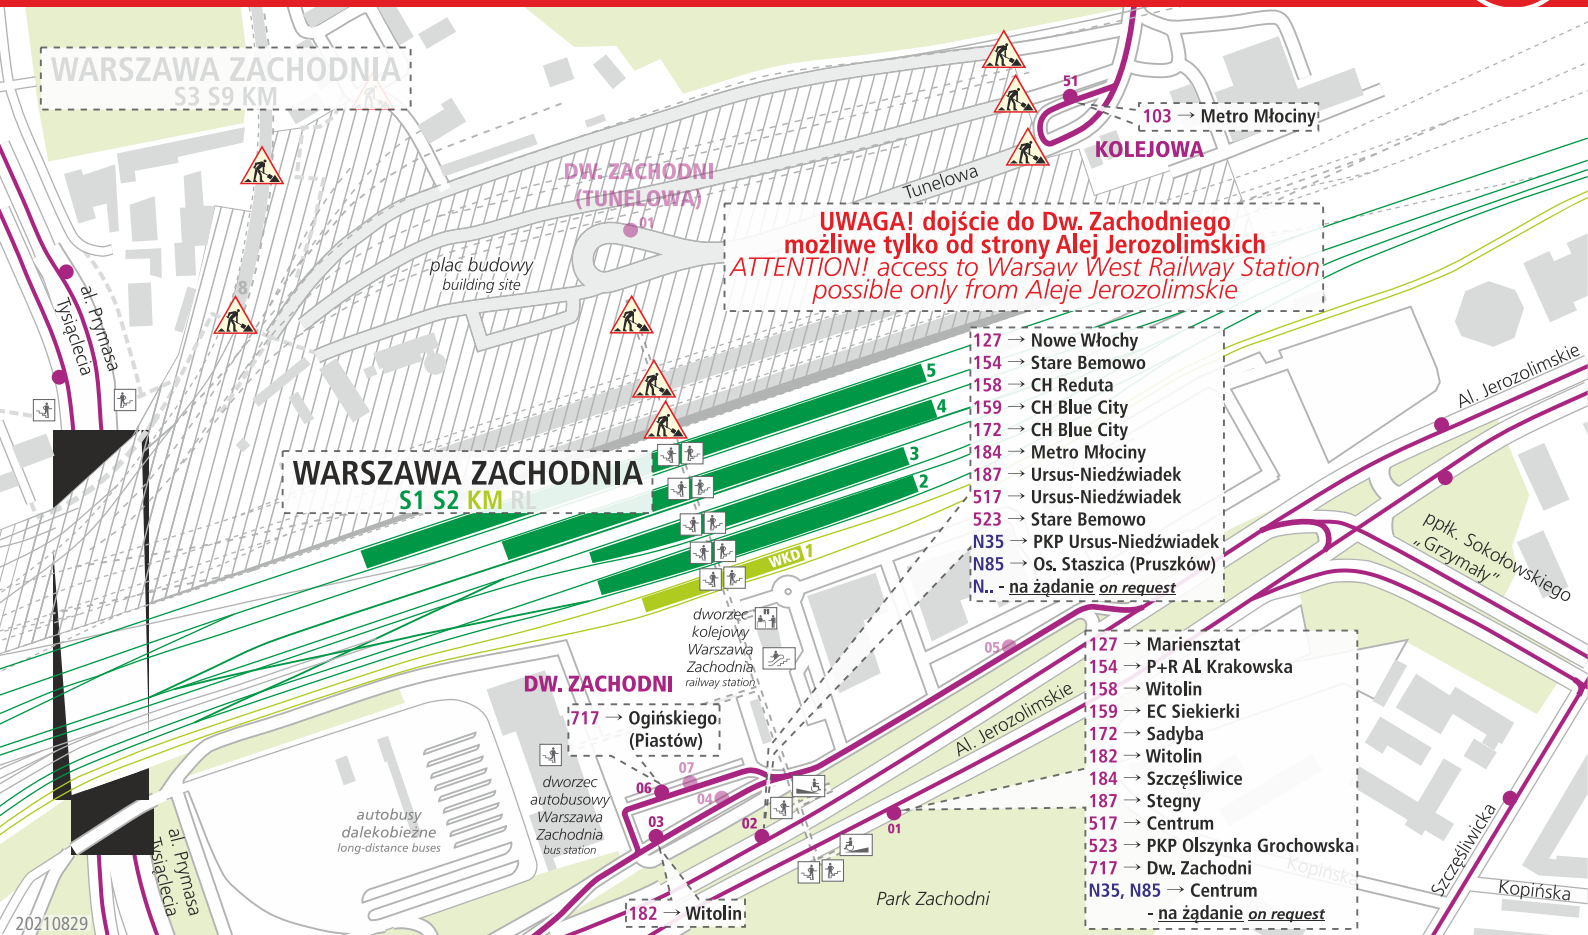 WARSZAWA ZACHODNIA
S3 S9 KM
51
103 → Metro Młociny
KOLEJOWA
DW. ZACHODNI
(TUNELOWA)
01
Tunelowa
UWAGA! dojście do Dw. Zachodniego
możliwe tylko od strony Alej Jerozolimskich
ATTENTION! access to Warsaw West Railway Station
possible only from Aleje Jerozolimskie
plac budowy
building site
8
al. Prymasa
Tysiąclecia
127 → Nowe Włochy
154 → Stare Bemowo
158 → CH Reduta
159 → CH Blue City
172 → CH Blue City
184 → Metro Młociny
187 → Ursus-Niedźwiadek
517 → Ursus-Niedźwiadek
523 → Stare Bemowo
N35 → PKP Ursus-Niedźwiadek
N85 → Os. Staszica (Pruszków)
N.. - na żądanie on request
Al. Jerozolimskie
5
4
3
2
WKD 1
WARSZAWA ZACHODNIA
S1 S2 KM RL
ppłk. Sokołowskiego
„Grzymały”
dworzec
kolejowy
Warszawa
Zachodnia
railway station
05
127 → Mariensztat
154 → P+R Al. Krakowska
158 → Witolin
159 → EC Siekierki
172 → Sadyba
182 → Witolin
184 → Szczęśliwice
187 → Stegny
517 → Centrum
523 → PKP Olszynka Grochowska
717 → Dw. Zachodni
N35, N85 → Centrum
- na żądanie on request
DW. ZACHODNI
717 → Ogińskiego
(Piastów)
Al. Jerozolimskie
07
06
04
03
02
01
dworzec
autobusowy
Warszawa
Zachodnia
bus station
autobusy
dalekobieżne
long-distance buses
al. Prymasa
Tysiąclecia
182 → Witolin
Park Zachodni
Szczęśliwicka
Kopińska
Kopińska
20210829